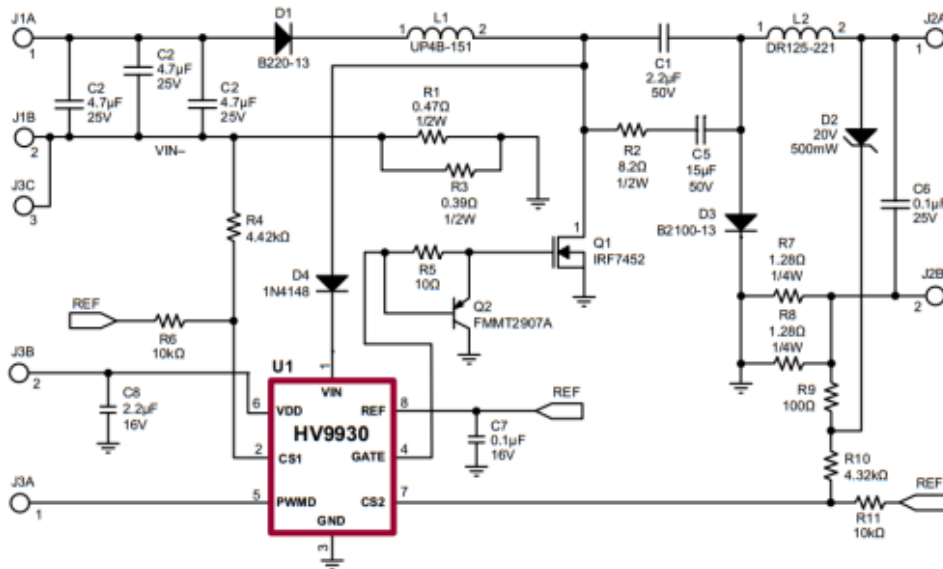 J1A
1
D1
B220-13
L1
1
2
UP4B-151
C1
2.2µF
50V
L2
1
2
DR125-221
J2A
1
C2
4.7µF
25V
C2
4.7µF
25V
C2
4.7µF
25V
J1B
2
VIN–
J3C
3
R1
0.47Ω
1/2W
R3
0.39Ω
1/2W
R2
8.2Ω
1/2W
C5
15µF
50V
D2
20V
500mW
C6
0.1µF
25V
R4
4.42kΩ
D4
1N4148
R5
10Ω
1
Q1
IRF7452
Q2
FMMT2907A
D3
B2100-13
R7
1.28Ω
1/4W
R8
1.28Ω
1/4W
J2B
2
REF
R6
10kΩ
J3B
2
C8
2.2µF
16V
U1
1
VIN
6
VDD
REF
8
HV9930
2
CS1
GATE
4
5
PWMD
CS2
7
GND
3
REF
C7
0.1µF
16V
R9
100Ω
R10
4.32kΩ
REF
R11
10kΩ
J3A
1